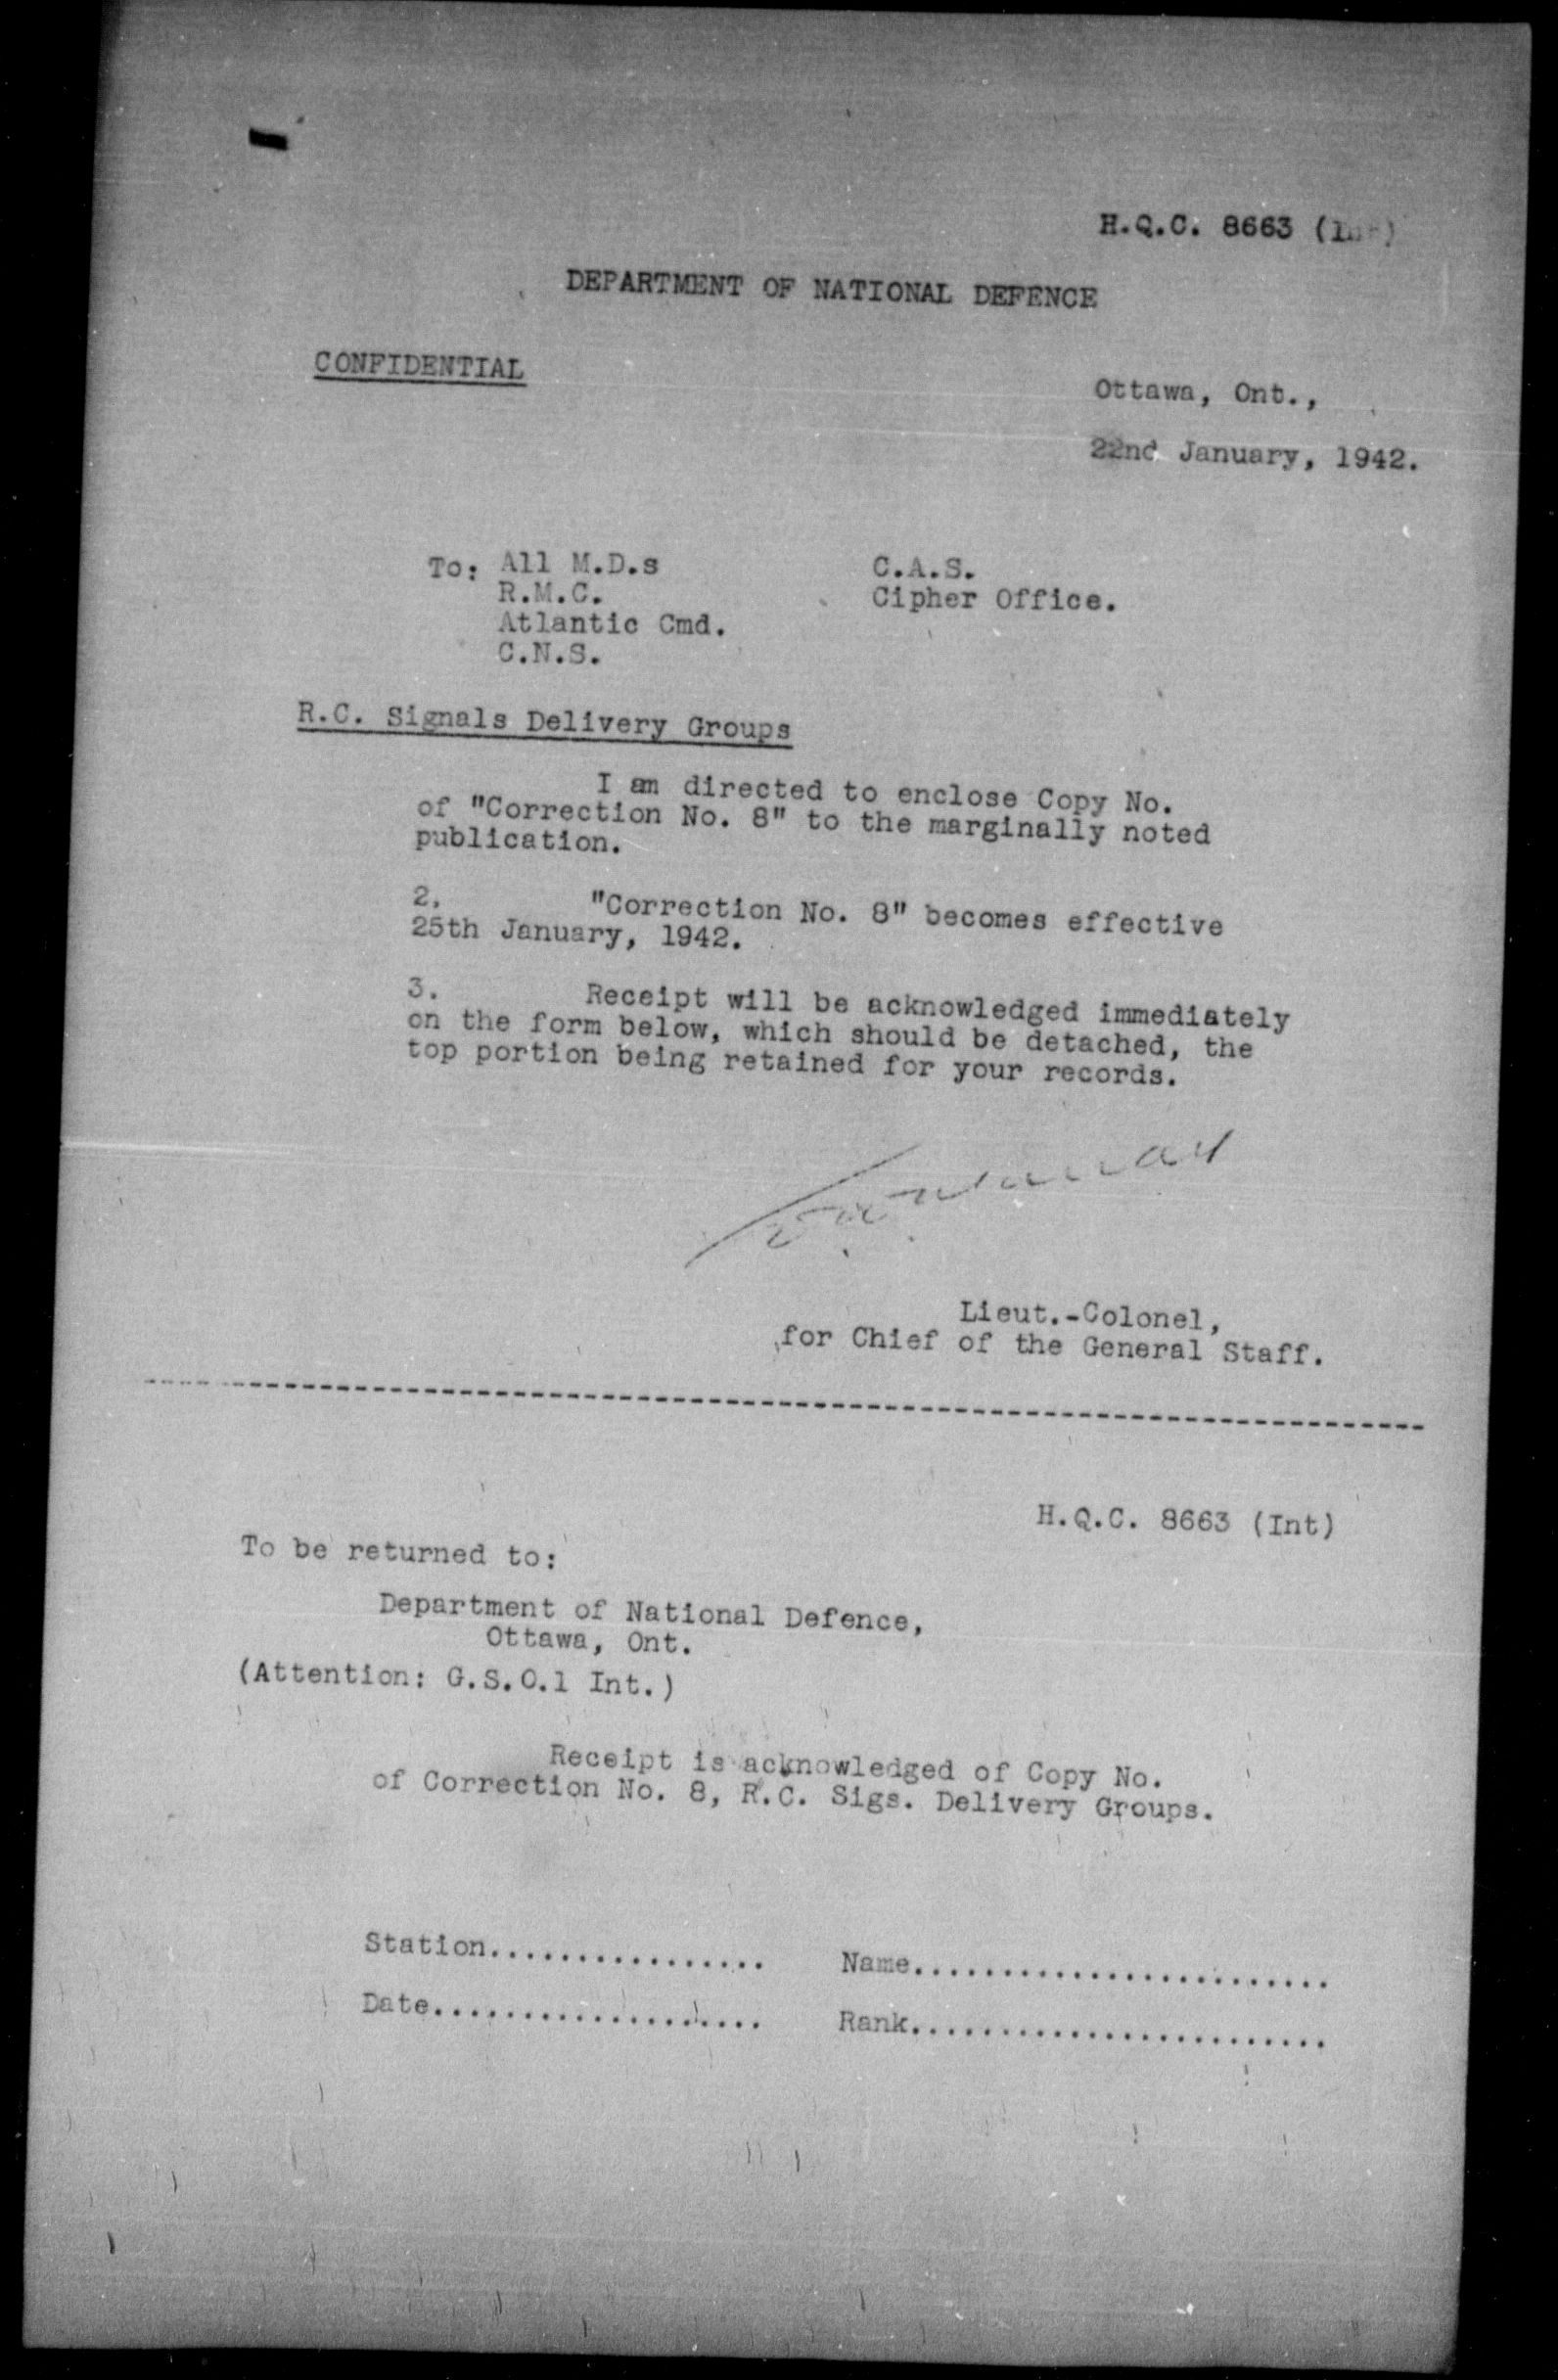 H.Q.C. 8663 (Int)
DEPARTMENT OF NATIONAL DEFENCE
CONFIDENTIAL
Ottawa, Ont.,
22nd January, 1942.
To: All M.D.s
R.M.C.
Atlantic Cmd.
C.N.S.
C.A.S.
Cipher Office.
R.C. Signals Delivery Groups
I am directed to enclose Copy No.
of "Correction No. 8" to the marginally noted
publication.
2. "Correction No. 8" becomes effective
25th January, 1942.
3. Receipt will be acknowledged immediately
on the form below, which should be detached, the
top portion being retained for your records.
Lieut.-Colonel,
for Chief of the General Staff.
H.Q.C. 8663 (Int)
To be returned to:
Department of National Defence,
Ottawa, Ont.
(Attention: G.S.O.1 Int.)
Receipt is acknowledged of Copy No.
of Correction No. 8, R.C. Sigs. Delivery Groups.
Station.................. Name.........................
Date..................... Rank.........................